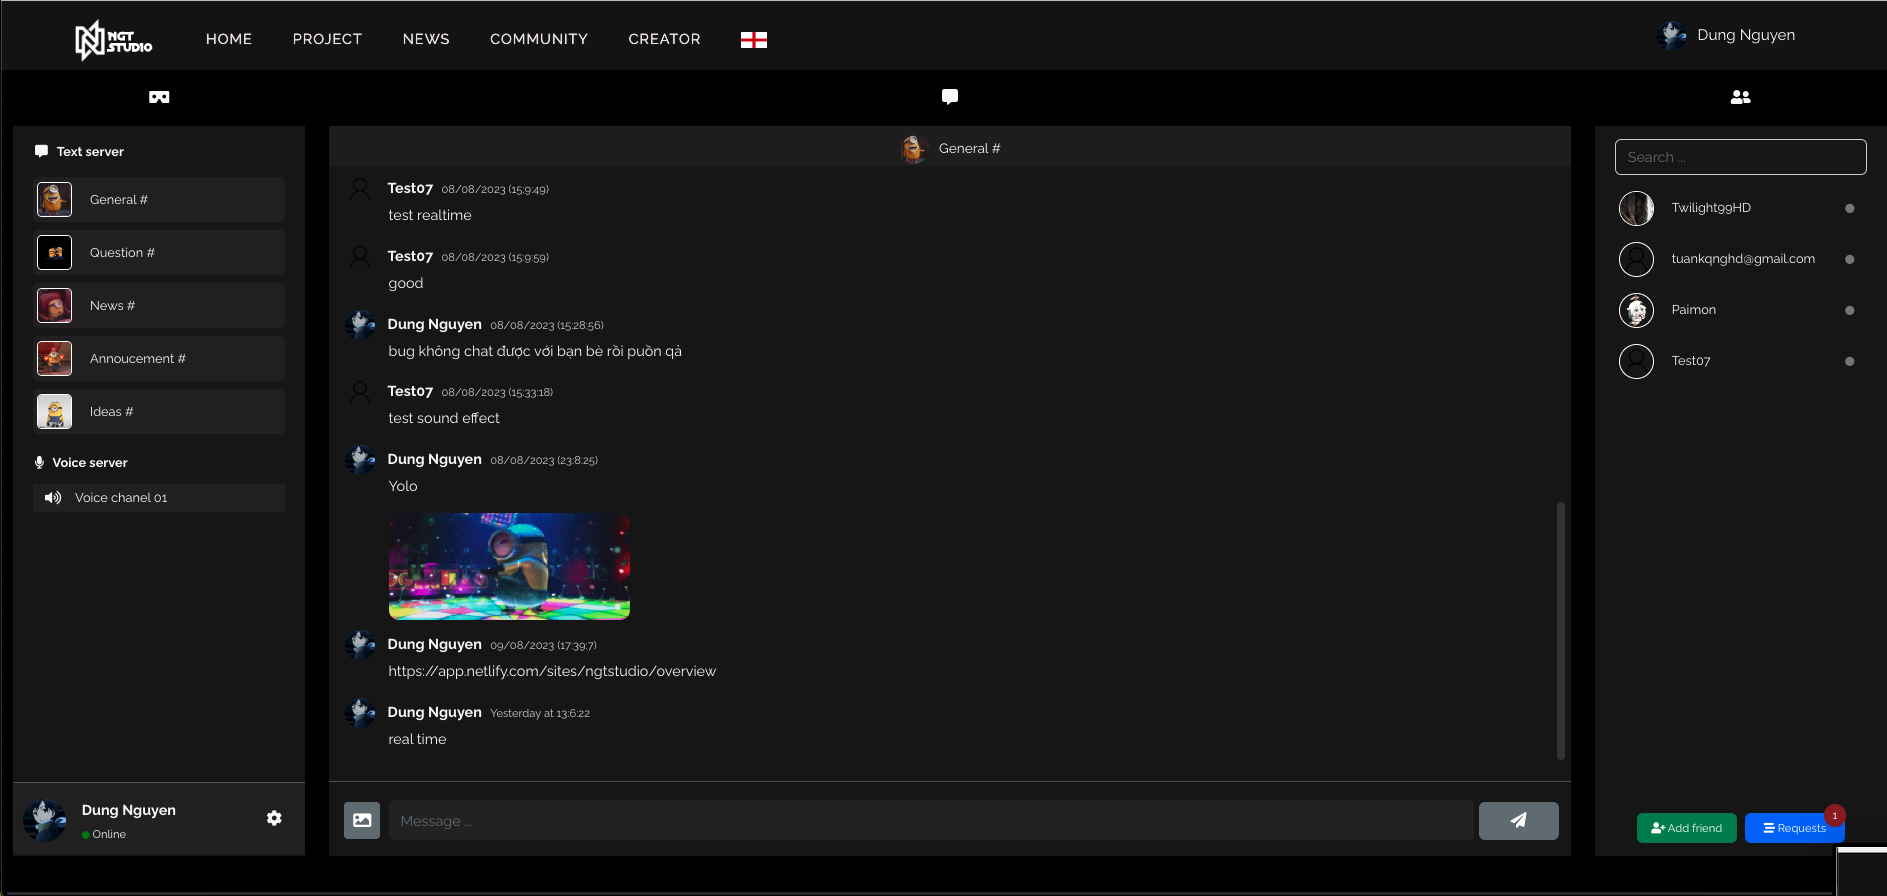 NGT
STUDIO
HOME PROJECT NEWS COMMUNITY CREATOR
Dung Nguyen
Text server
General #
Question #
News #
Annoucement #
Ideas #
Voice server
Voice chanel 01
Dung Nguyen
Online
General #
Test07 08/08/2023 (15:9:49)
test realtime
Test07 08/08/2023 (15:9:59)
good
Dung Nguyen 08/08/2023 (15:28:56)
bug không chat được với bạn bè rồi puồn qả
Test07 08/08/2023 (15:33:18)
test sound effect
Dung Nguyen 08/08/2023 (23:8:25)
Yolo
Dung Nguyen 09/08/2023 (17:39:7)
https://app.netlify.com/sites/ngtstudio/overview
Dung Nguyen Yesterday at 13:6:22
real time
Message ...
Search ...
Twilight99HD
tuankqnghd@gmail.com
Paimon
Test07
Add friend
Requests
1